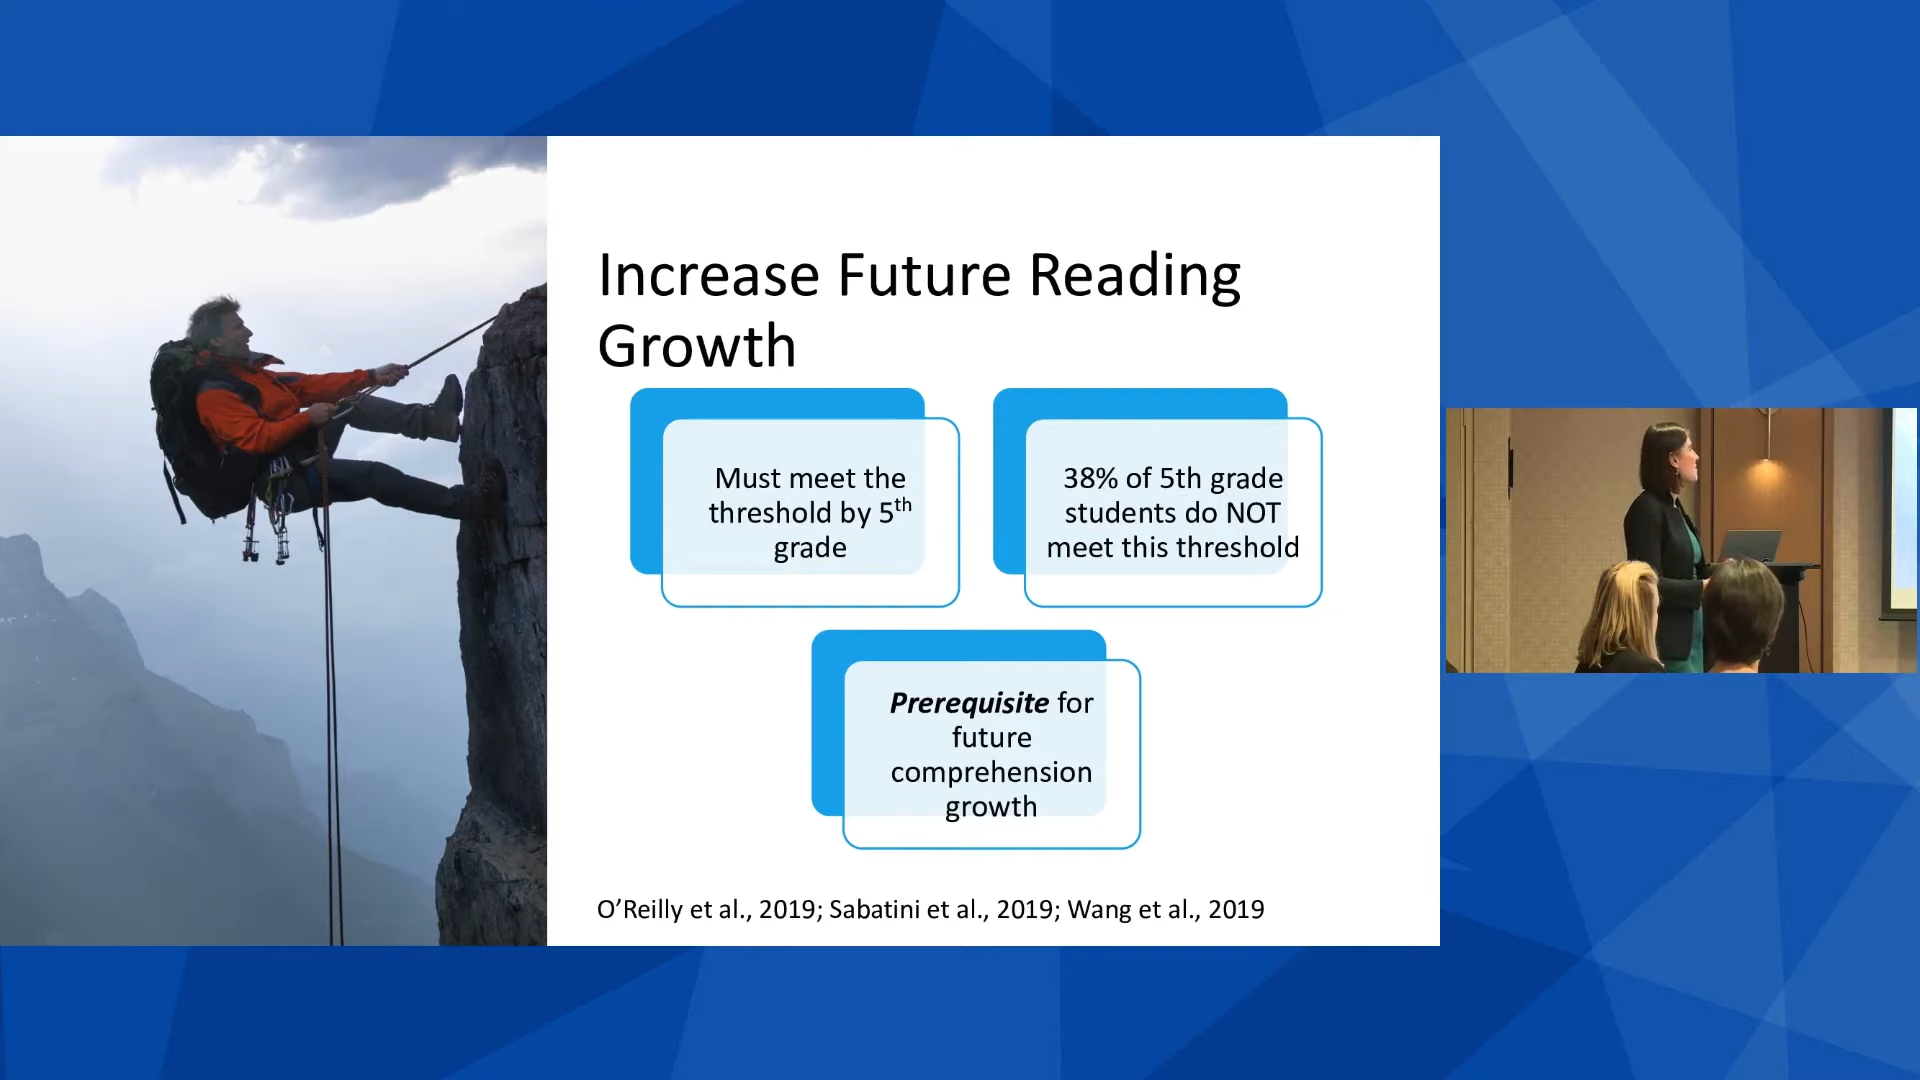 Increase Future Reading
Growth
Must meet the
threshold by 5th
grade
38% of 5th grade
students do NOT
meet this threshold
Prerequisite for
future
comprehension
growth
O’Reilly et al., 2019; Sabatini et al., 2019; Wang et al., 2019